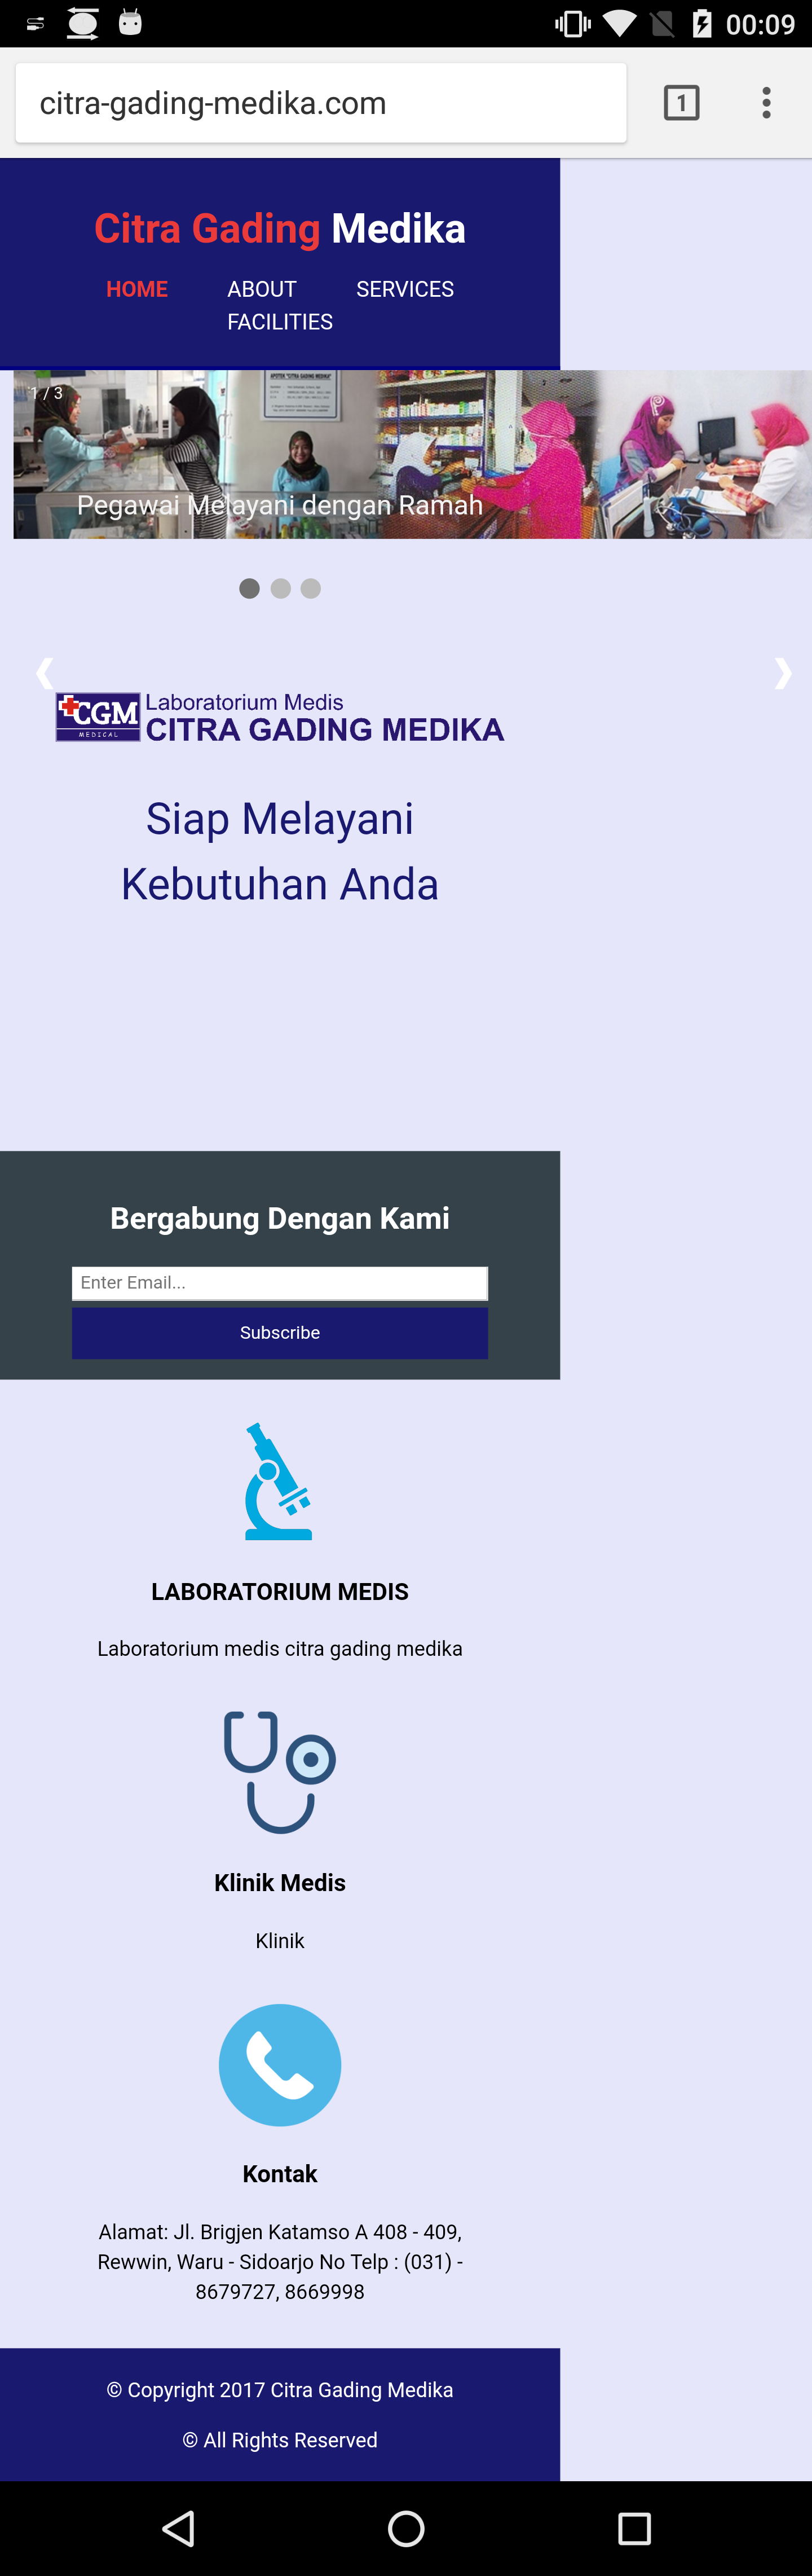 00:09
citra-gading-medika.com
1
Citra Gading Medika
HOME ABOUT SERVICES
FACILITIES
1 / 3
APOTEK "CITRA GADING MEDIKA"
Pegawai Melayani dengan Ramah
CGM
MEDICAL
Laboratorium Medis
CITRA GADING MEDIKA
Siap Melayani
Kebutuhan Anda
Bergabung Dengan Kami
Enter Email...
Subscribe
LABORATORIUM MEDIS
Laboratorium medis citra gading medika
Klinik Medis
Klinik
Kontak
Alamat: Jl. Brigjen Katamso A 408 - 409,
Rewwin, Waru - Sidoarjo No Telp : (031) -
8679727, 8669998
© Copyright 2017 Citra Gading Medika
© All Rights Reserved